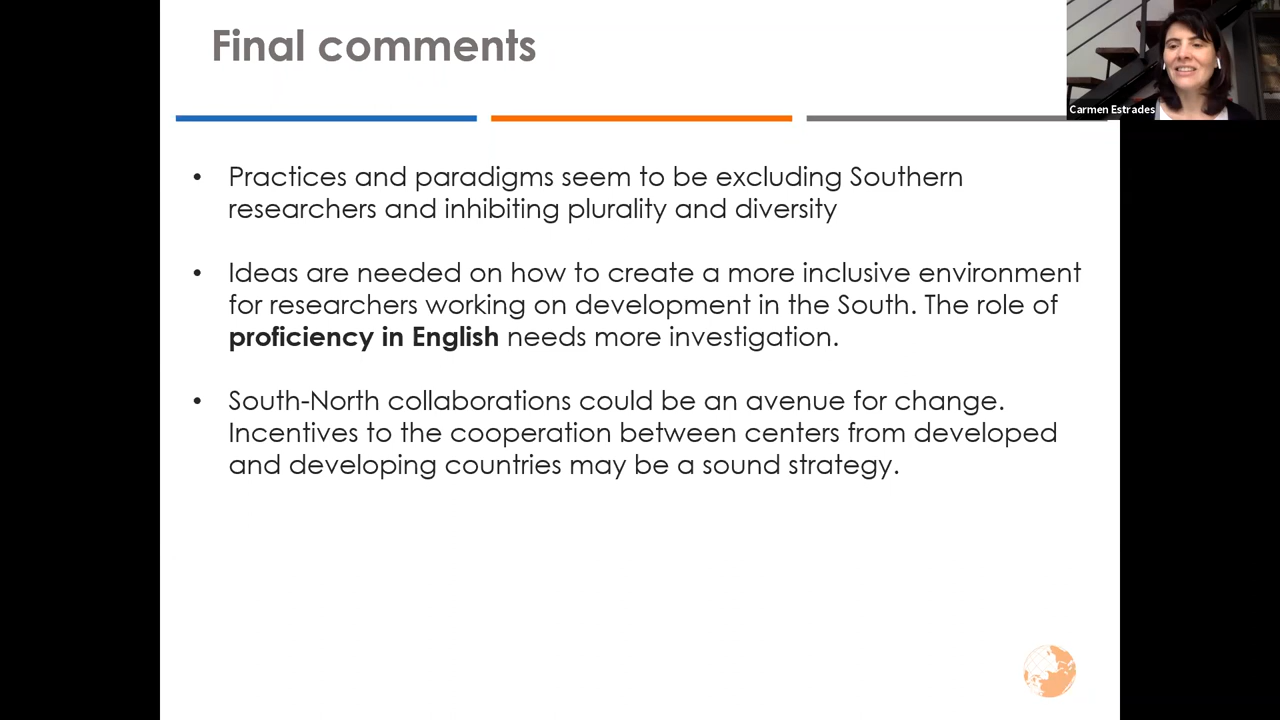 Final comments
Carmen Estrades
• Practices and paradigms seem to be excluding Southern
researchers and inhibiting plurality and diversity
• Ideas are needed on how to create a more inclusive environment
for researchers working on development in the South. The role of
proficiency in English needs more investigation.
• South-North collaborations could be an avenue for change.
Incentives to the cooperation between centers from developed
and developing countries may be a sound strategy.